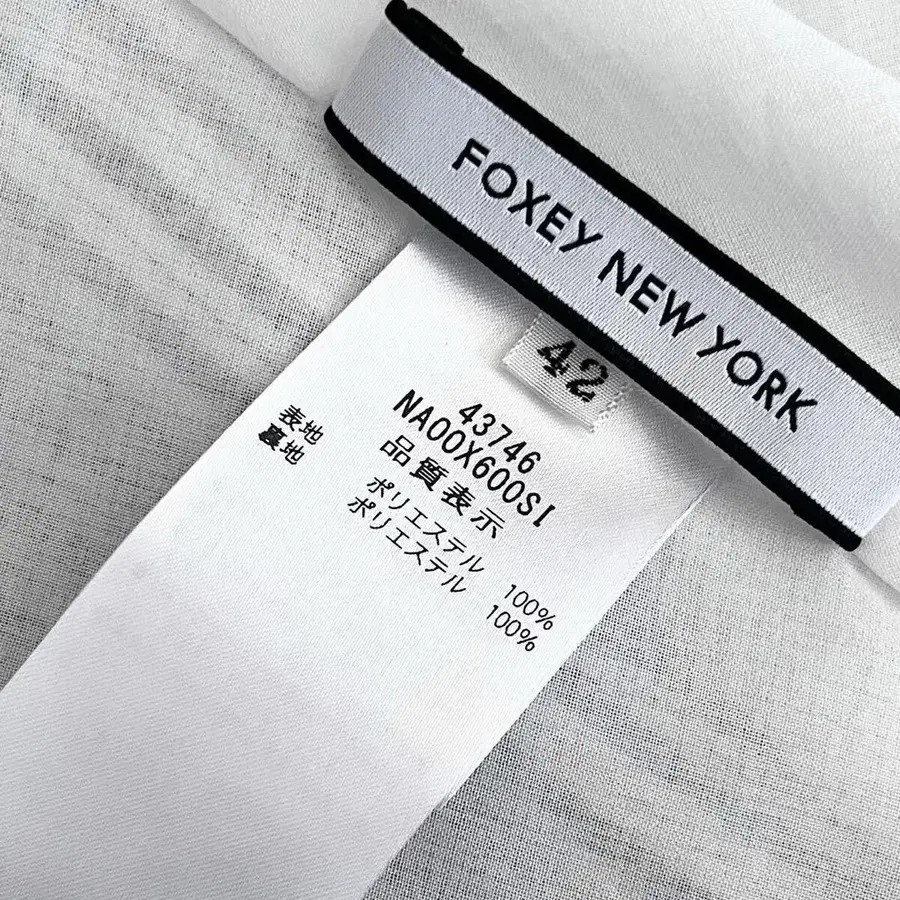 FOXEY NEW YORK
42
43746
NA00X600SI
品質表示
表地 ポリエステル 100%
裏地 ポリエステル 100%